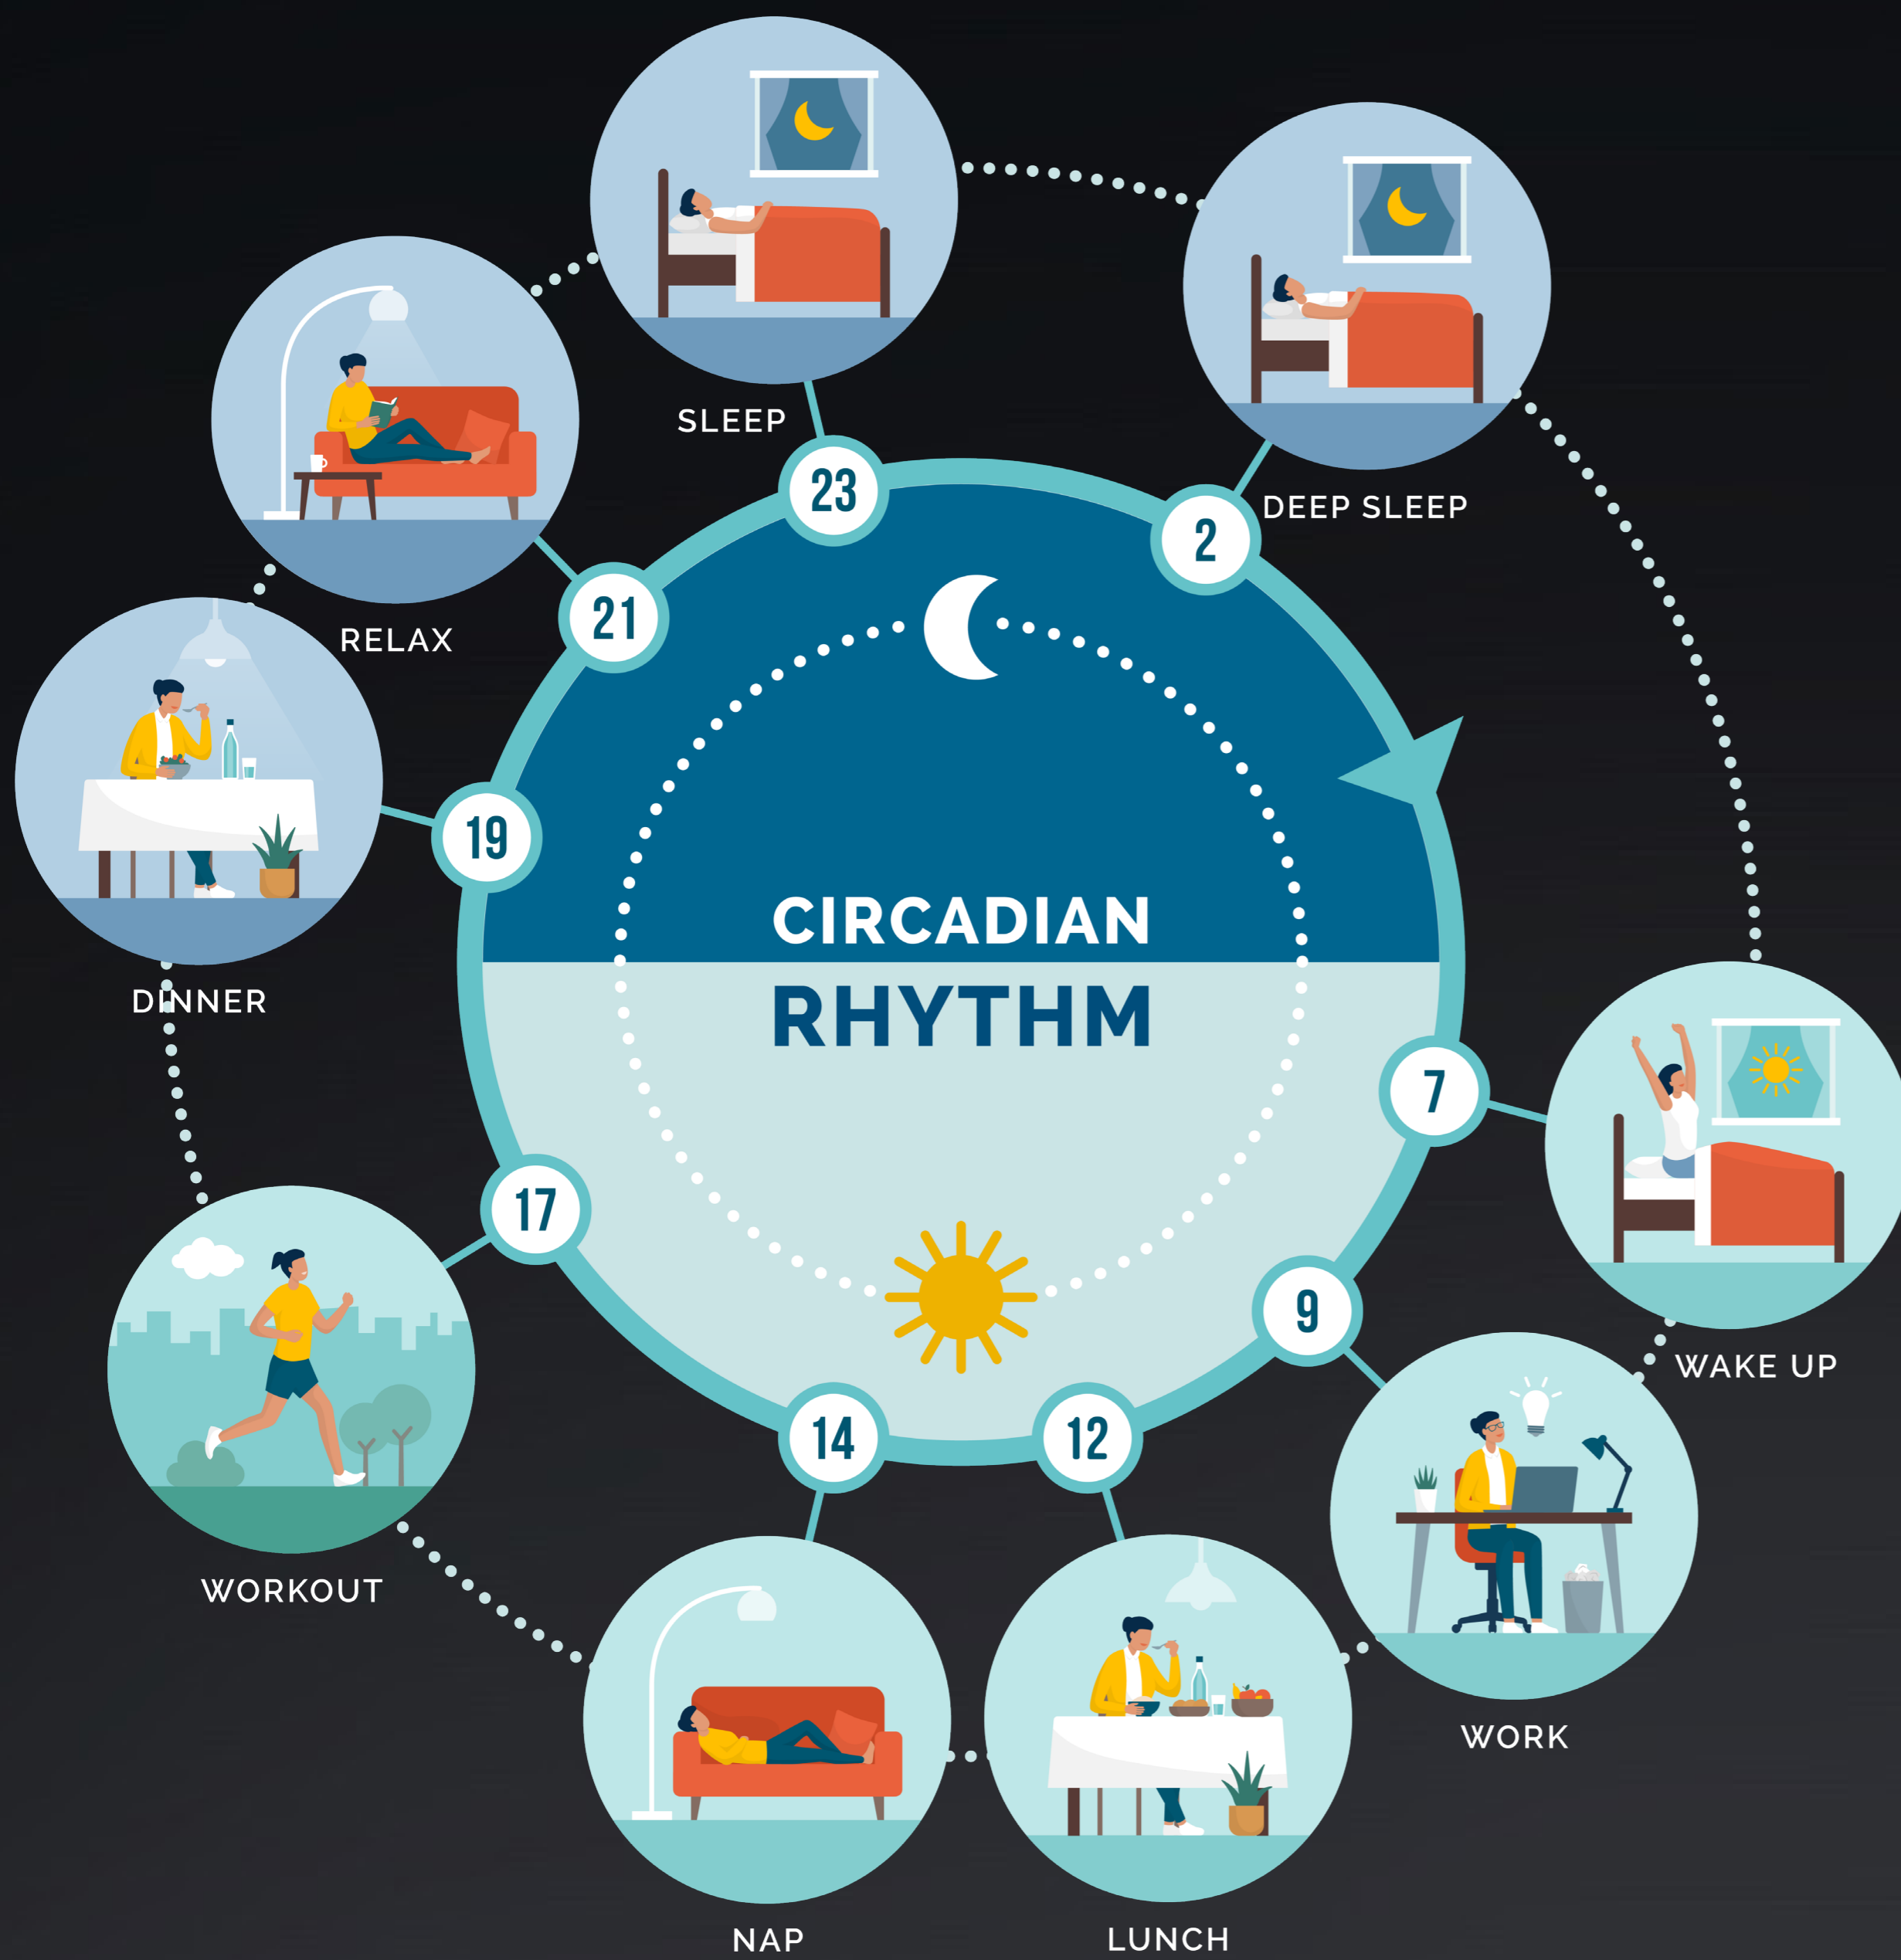 SLEEP
23
DEEP SLEEP
2
RELAX
21
DINNER
19
CIRCADIAN
RHYTHM
7
WAKE UP
17
WORKOUT
9
WORK
14
NAP
12
LUNCH